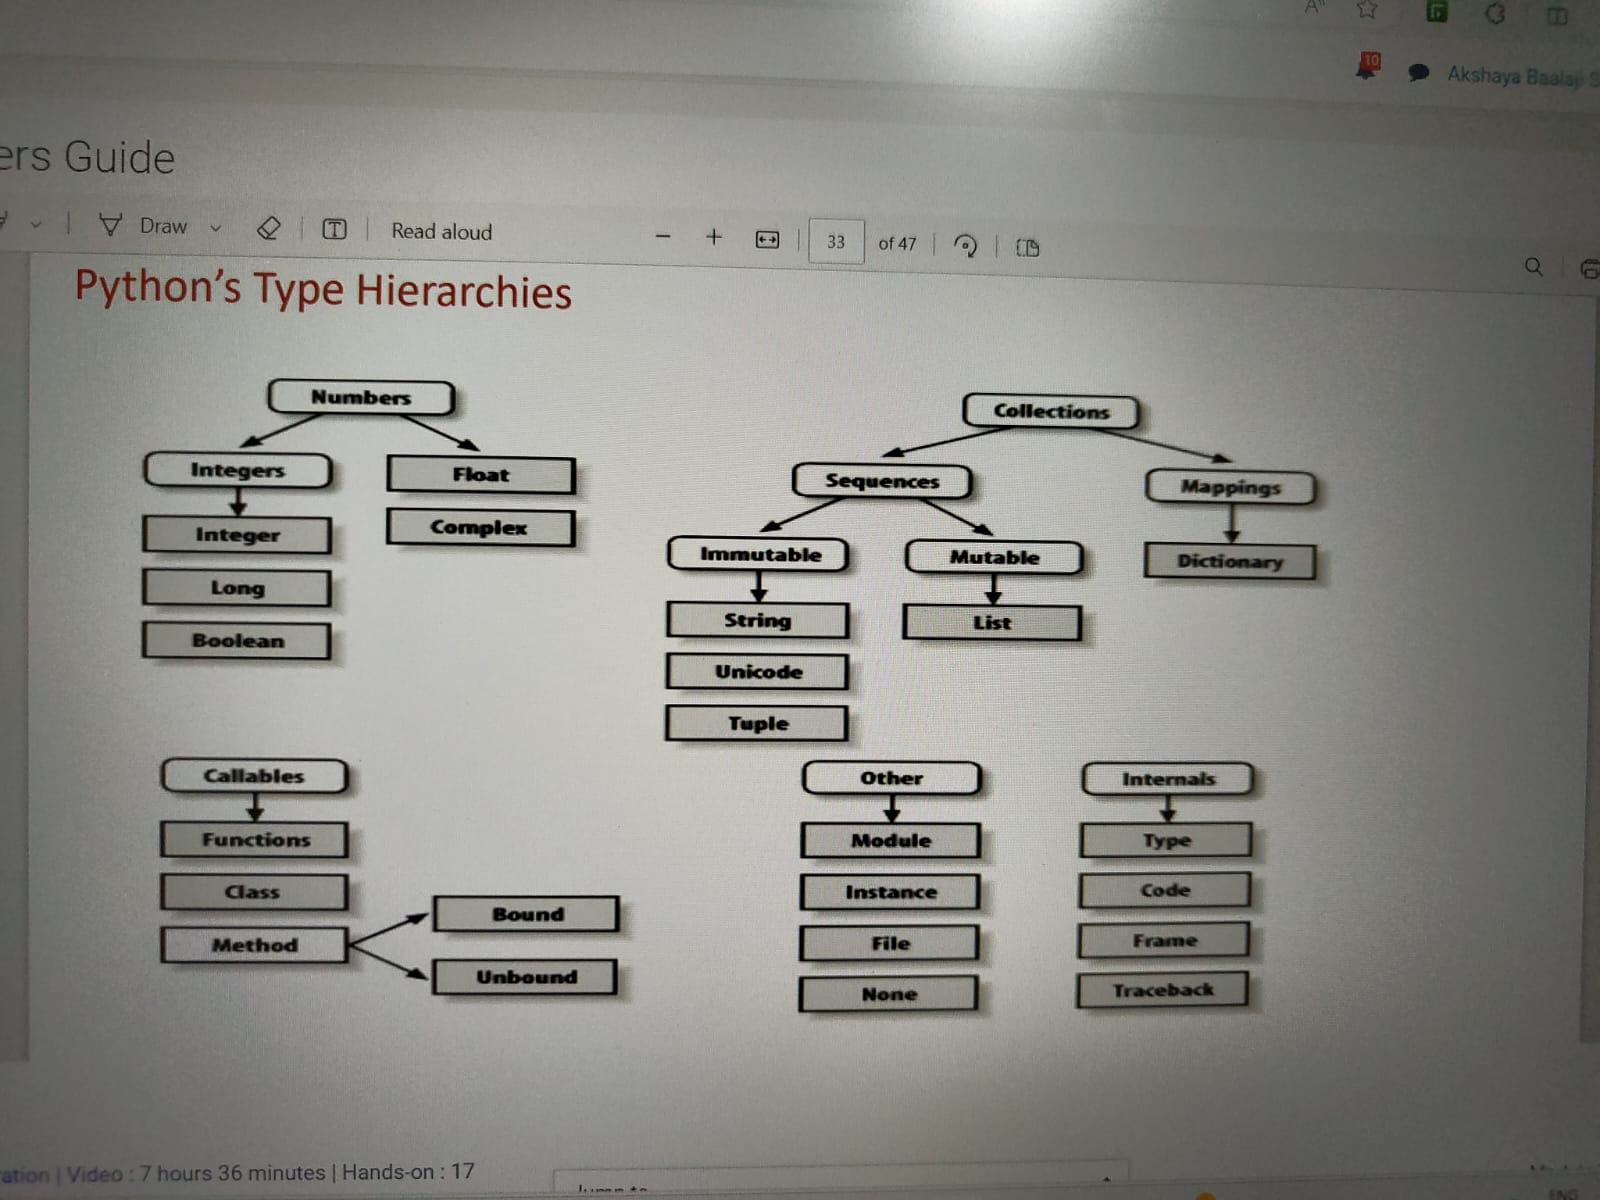 10
Akshaya Baalaji S
ers Guide
Draw
Read aloud
33 of 47
Python's Type Hierarchies
Numbers
Integers
Float
Integer
Complex
Long
Boolean
Collections
Sequences
Mappings
Immutable
Mutable
Dictionary
String
List
Unicode
Tuple
Callables
Functions
Class
Method
Bound
Unbound
Other
Module
Instance
File
None
Internals
Type
Code
Frame
Traceback
ation | Video : 7 hours 36 minutes | Hands-on : 17
ENG